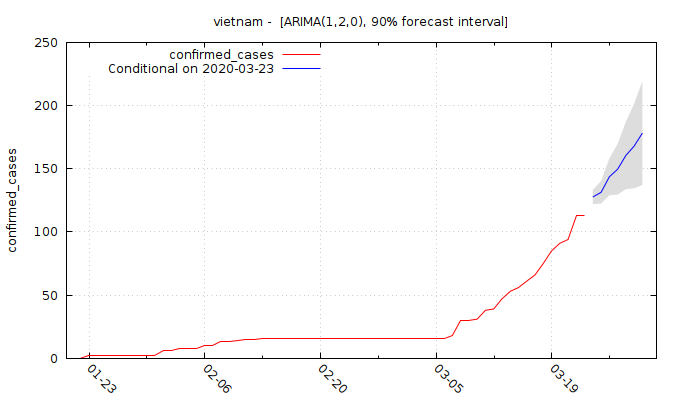 vietnam - [ARIMA(1,2,0), 90% forecast interval]
confirmed_cases
Conditional on 2020-03-23
confirmed_cases
250
200
150
100
50
0
01-23
02-06
02-20
03-05
03-19